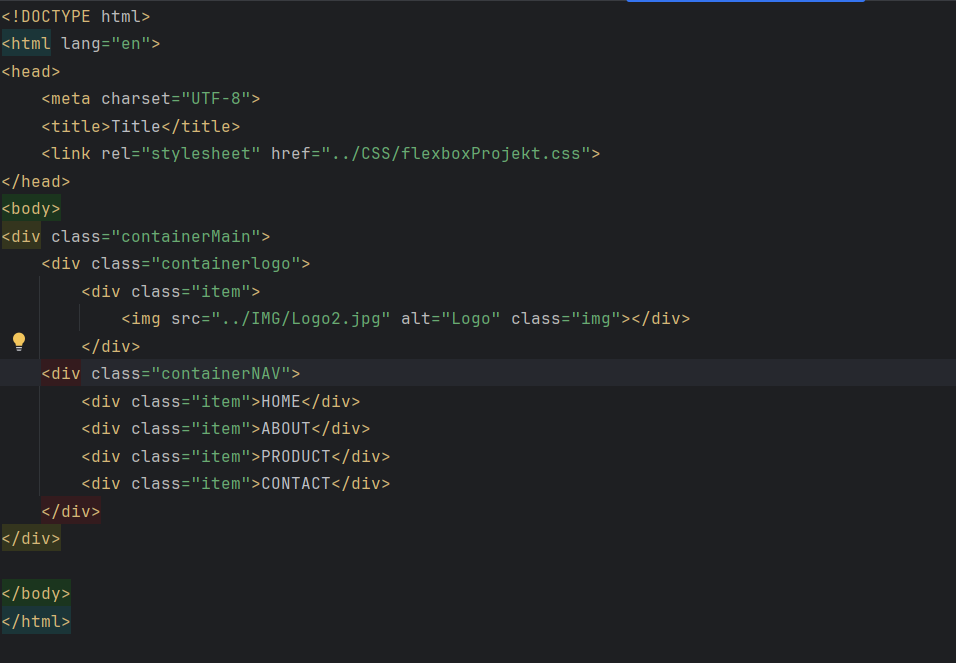 <!DOCTYPE html>
<html lang="en">
<head>
    <meta charset="UTF-8">
    <title>Title</title>
    <link rel="stylesheet" href="../CSS/flexboxProjekt.css">
</head>
<body>
<div class="containerMain">
    <div class="containerlogo">
        <div class="item">
            <img src="../IMG/Logo2.jpg" alt="Logo" class="img"></div>
        </div>
    <div class="containerNAV">
        <div class="item">HOME</div>
        <div class="item">ABOUT</div>
        <div class="item">PRODUCT</div>
        <div class="item">CONTACT</div>
    </div>
</div>
</body>
</html>